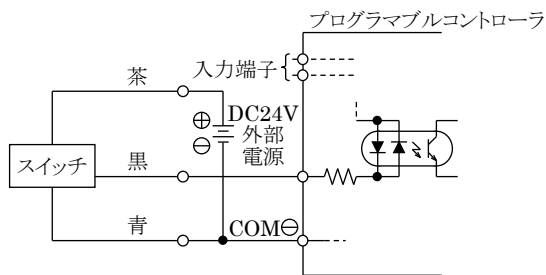 プログラマブルコントローラ
入力端子
茶
DC24V
⊕
外部
⊖
電源
スイッチ
黒
青
COM⊖